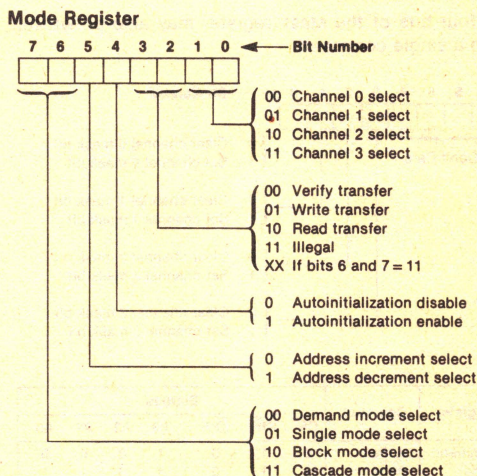 Mode Register
7 6 5 4 3 2 1 0 Bit Number
00 Channel 0 select
01 Channel 1 select
10 Channel 2 select
11 Channel 3 select
00 Verify transfer
01 Write transfer
10 Read transfer
11 Illegal
XX If bits 6 and 7 = 11
0 Autoinitialization disable
1 Autoinitialization enable
0 Address increment select
1 Address decrement select
00 Demand mode select
01 Single mode select
10 Block mode select
11 Cascade mode select